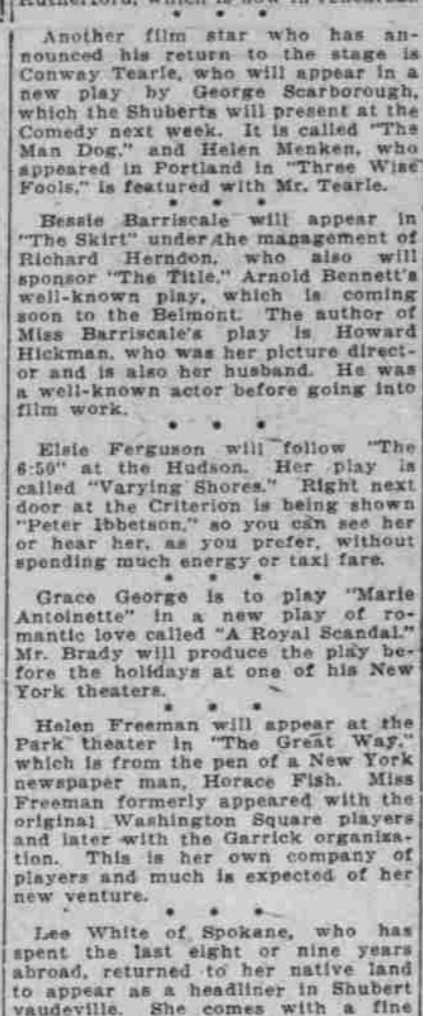 Rutherford, which is now in rehearsal
* * *
Another film star who has an-
nounced his return to the stage is
Conway Tearle, who will appear in a
new play by George Scarborough,
which the Shuberts will present at the
Comedy next week. It is called "The
Man Dog," and Helen Menken, who
appeared in Portland in "Three Wise
Fools," is featured with Mr. Tearle.
* * *
Bessie Barriscale will appear in
"The Skirt" under the management of
Richard Herndon, who also will
sponsor "The Title," Arnold Bennett's
well-known play, which is coming
soon to the Belmont. The author of
Miss Barriscale's play is Howard
Hickman, who was her picture direct-
or and is also her husband. He was
a well-known actor before going into
film work.
* * *
Elsie Ferguson will follow "The
6:50" at the Hudson. Her play is
called "Varying Shores." Right next
door at the Criterion is being shown
"Peter Ibbetson," so you can see her
or hear her, as you prefer, without
spending much energy or taxi fare.
* * *
Grace George is to play "Marie
Antoinette" in a new play of ro-
mantic love called "A Royal Scandal."
Mr. Brady will produce the play be-
fore the holidays at one of his New
York theaters.
* * *
Helen Freeman will appear at the
Park theater in "The Great Way,"
which is from the pen of a New York
newspaper man, Horace Fish. Miss
Freeman formerly appeared with the
original Washington Square players
and later with the Garrick organiza-
tion. This is her own company of
players and much is expected of her
new venture.
* * *
Lee White of Spokane, who has
spent the last eight or nine years
abroad, returned to her native land
to appear as a headliner in Shubert
vaudeville. She comes with a fine